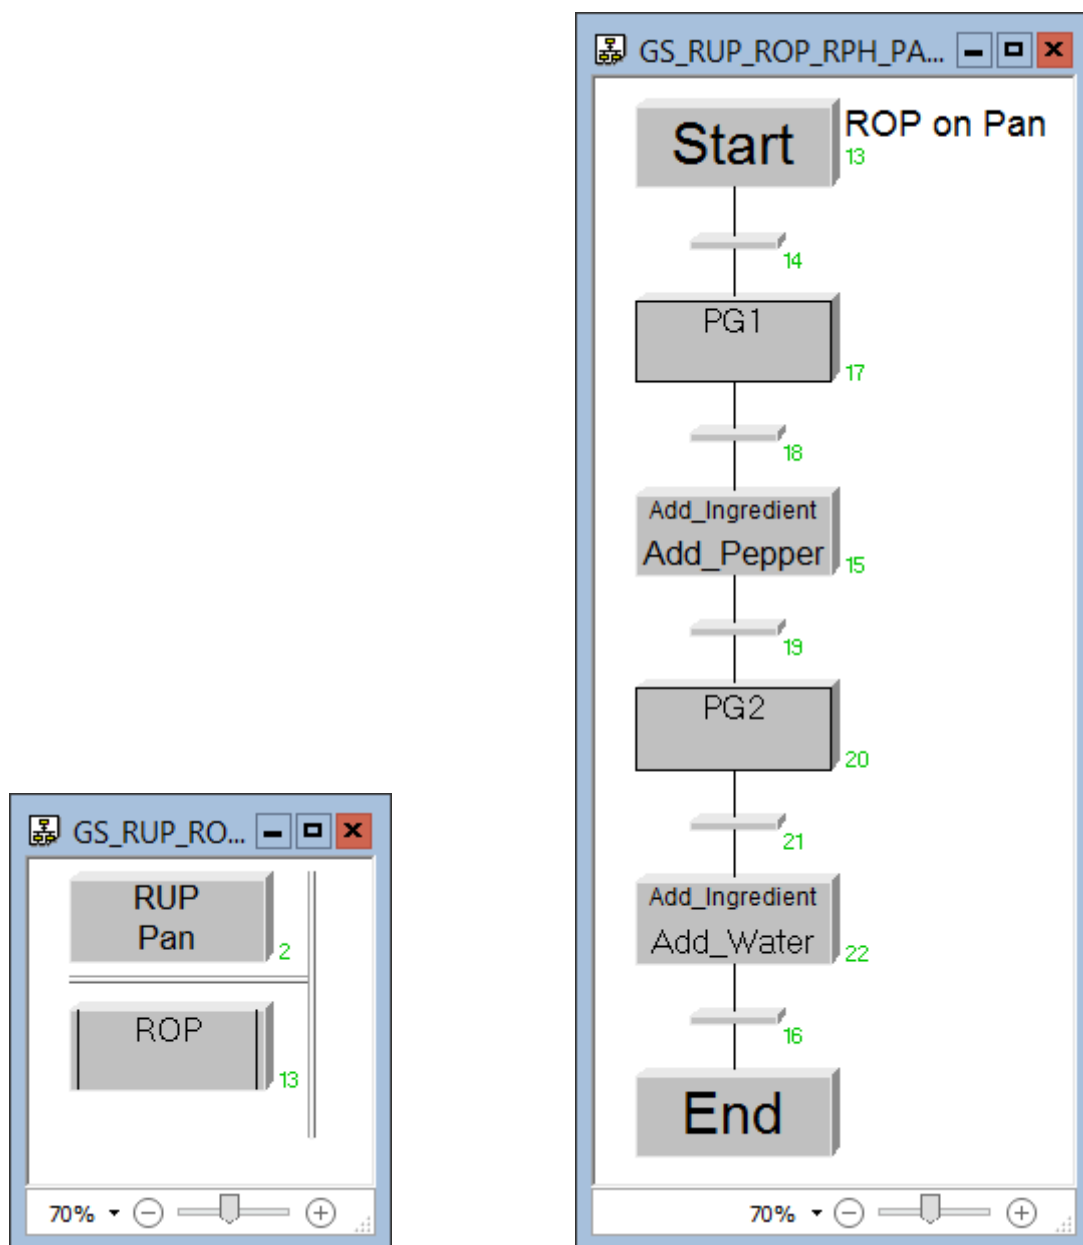 GS_RUP_RO...
RUP
Pan
2
ROP
13
70%
GS_RUP_ROP_RPH_PA...
Start
ROP on Pan
13
14
PG1
17
18
Add_Ingredient
Add_Pepper
15
19
PG2
20
21
Add_Ingredient
Add_Water
22
16
End
70%